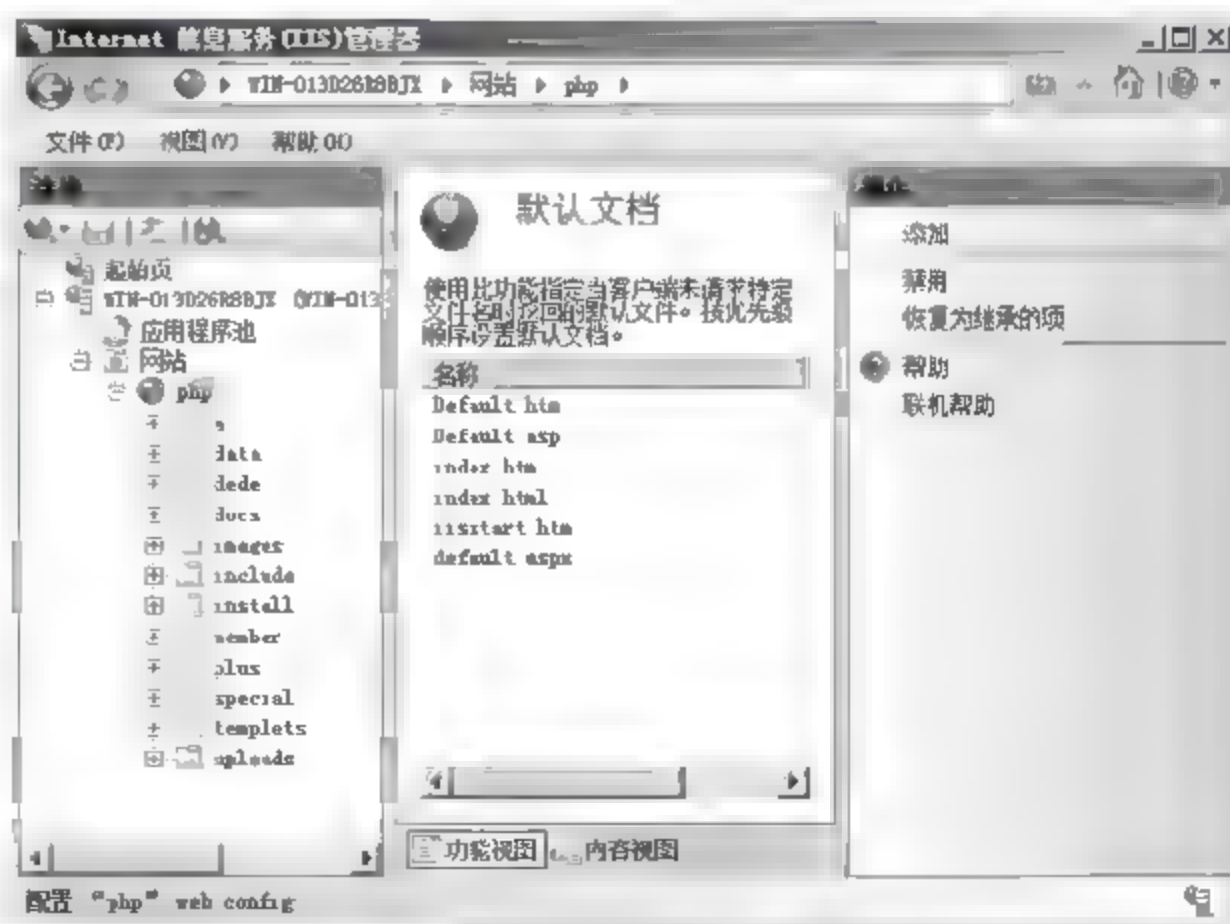 Internet 信息服务(IIS)管理器
WIN-O13D26R8BJX 网站 php
文件(F) 视图(V) 帮助(H)
起始页
WIN-O13D26R8BJX (WIN-O13
应用程序池
网站
php
a
data
dede
docs
images
include
install
member
plus
special
templets
uploads
默认文档
使用此功能指定当客户端未请求特定
文件名时返回的默认文件。按优先级
顺序设置默认文档。
名称
Default htm
Default asp
index htm
index html
iisstart htm
default aspx
功能视图 内容视图
添加
禁用
恢复为继承的项
帮助
联机帮助
配置 "php" web config